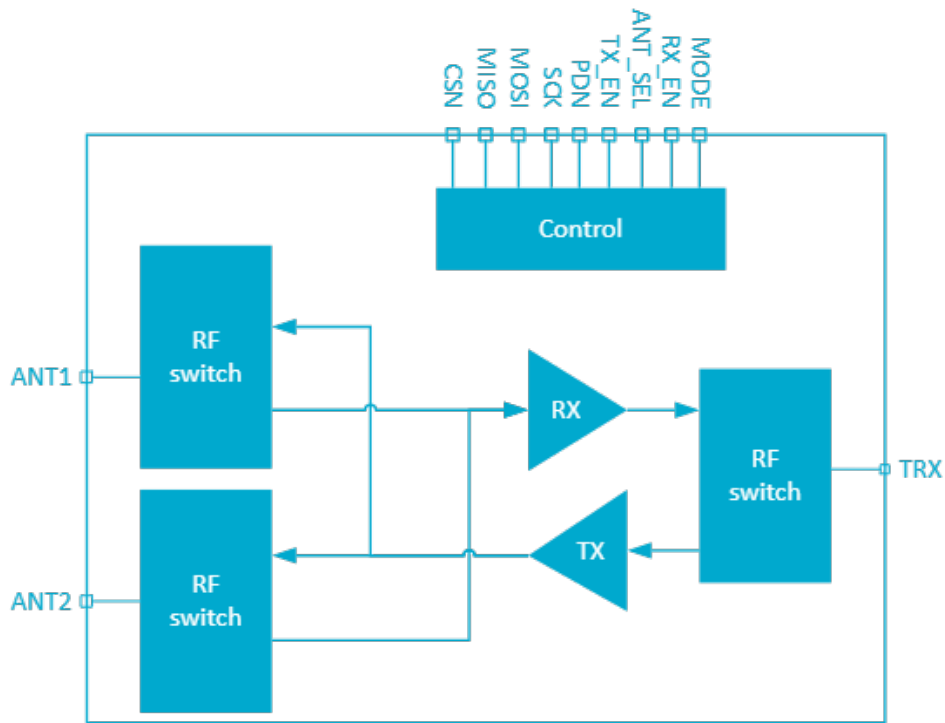 CSN
MISO
MOSI
SCK
PDN
TX_EN
ANT_SEL
RX_EN
MODE
Control
RF
switch
ANT1
RX
RF
switch
TRX
TX
RF
switch
ANT2